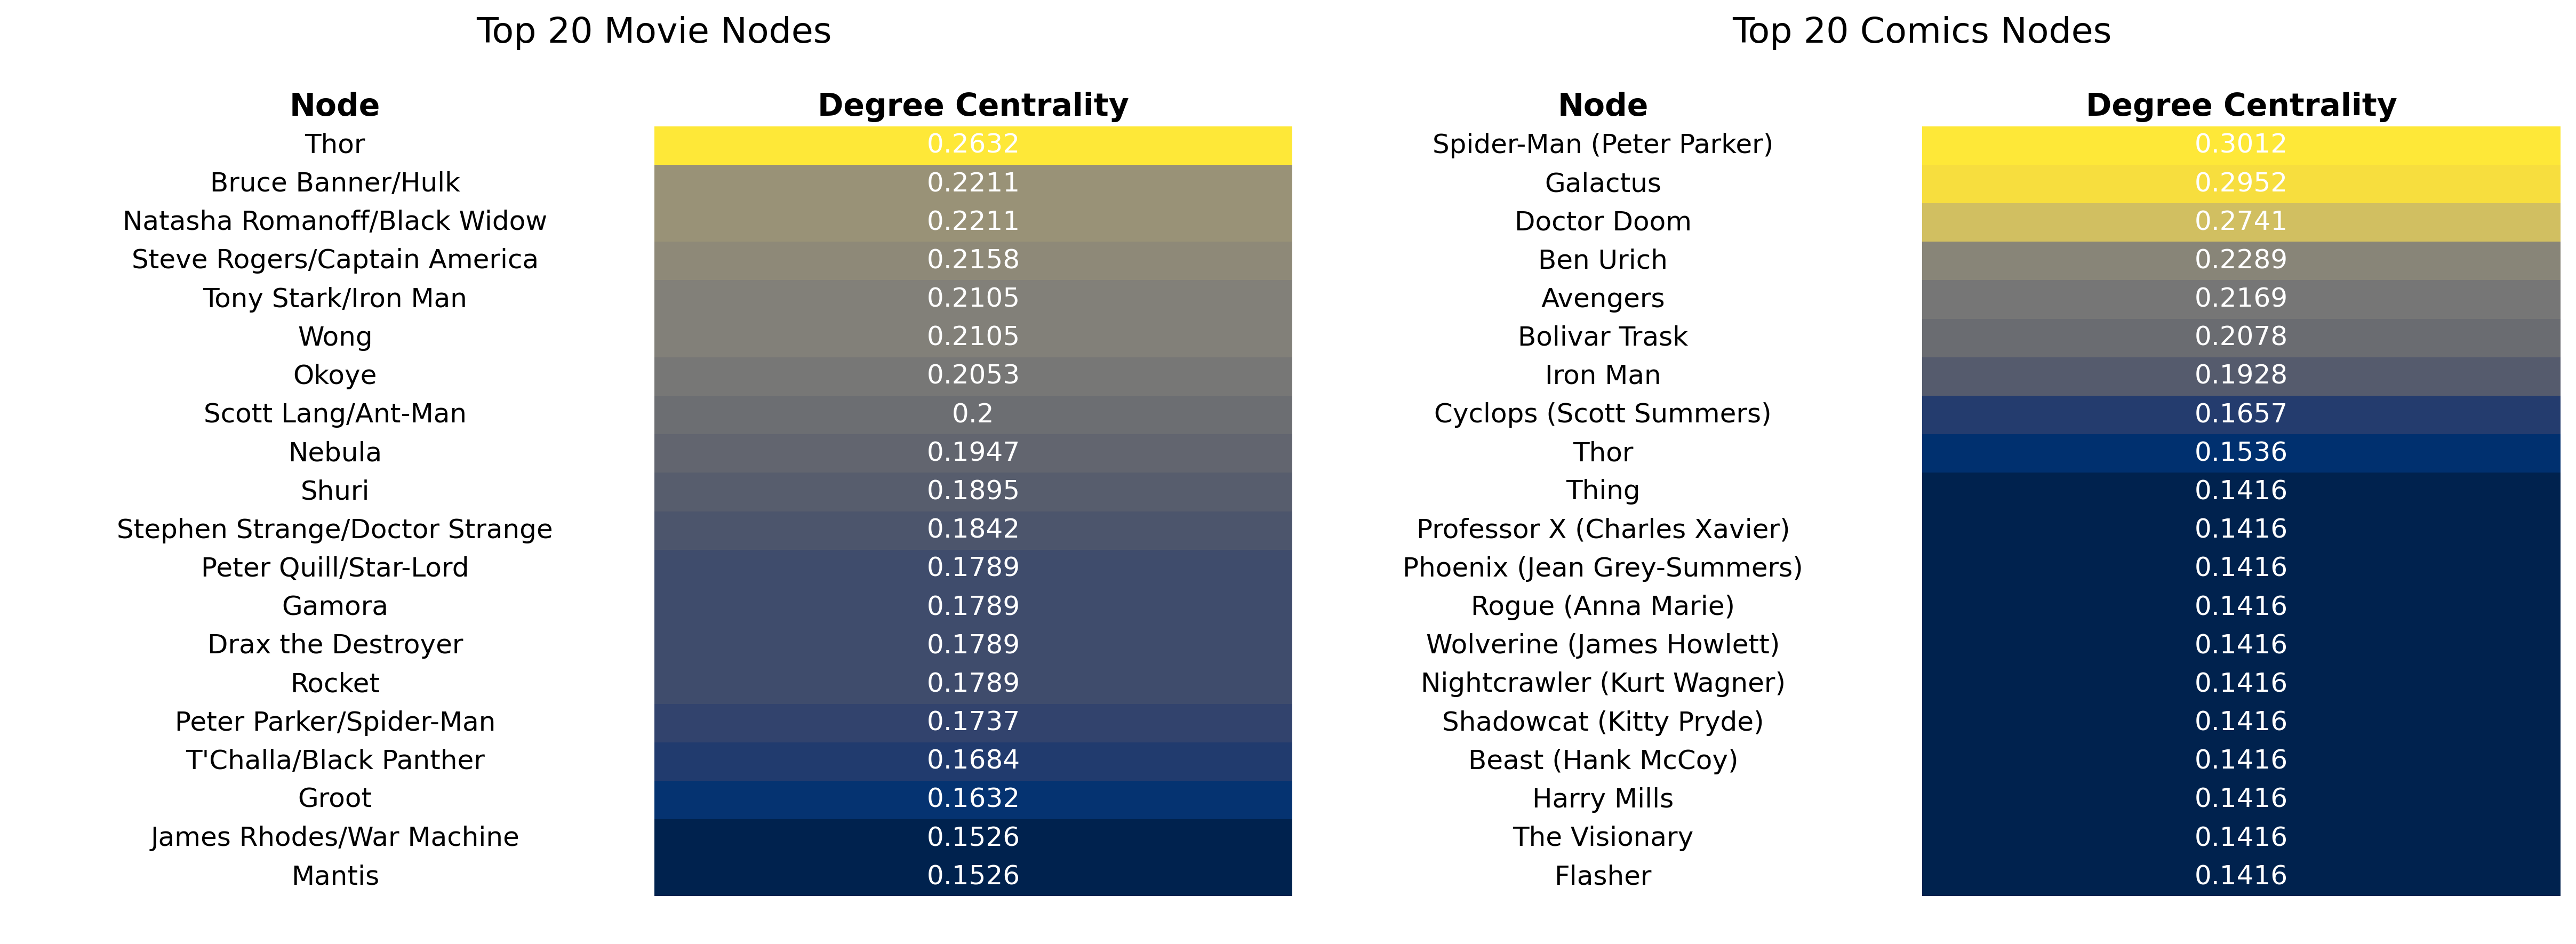 Top 20 Movie Nodes
Node Degree Centrality
Thor 0.2632
Bruce Banner/Hulk 0.2211
Natasha Romanoff/Black Widow 0.2211
Steve Rogers/Captain America 0.2158
Tony Stark/Iron Man 0.2105
Wong 0.2105
Okoye 0.2053
Scott Lang/Ant-Man 0.2
Nebula 0.1947
Shuri 0.1895
Stephen Strange/Doctor Strange 0.1842
Peter Quill/Star-Lord 0.1789
Gamora 0.1789
Drax the Destroyer 0.1789
Rocket 0.1789
Peter Parker/Spider-Man 0.1737
T'Challa/Black Panther 0.1684
Groot 0.1632
James Rhodes/War Machine 0.1526
Mantis 0.1526
Top 20 Comics Nodes
Node Degree Centrality
Spider-Man (Peter Parker) 0.3012
Galactus 0.2952
Doctor Doom 0.2741
Ben Urich 0.2289
Avengers 0.2169
Bolivar Trask 0.2078
Iron Man 0.1928
Cyclops (Scott Summers) 0.1657
Thor 0.1536
Thing 0.1416
Professor X (Charles Xavier) 0.1416
Phoenix (Jean Grey-Summers) 0.1416
Rogue (Anna Marie) 0.1416
Wolverine (James Howlett) 0.1416
Nightcrawler (Kurt Wagner) 0.1416
Shadowcat (Kitty Pryde) 0.1416
Beast (Hank McCoy) 0.1416
Harry Mills 0.1416
The Visionary 0.1416
Flasher 0.1416